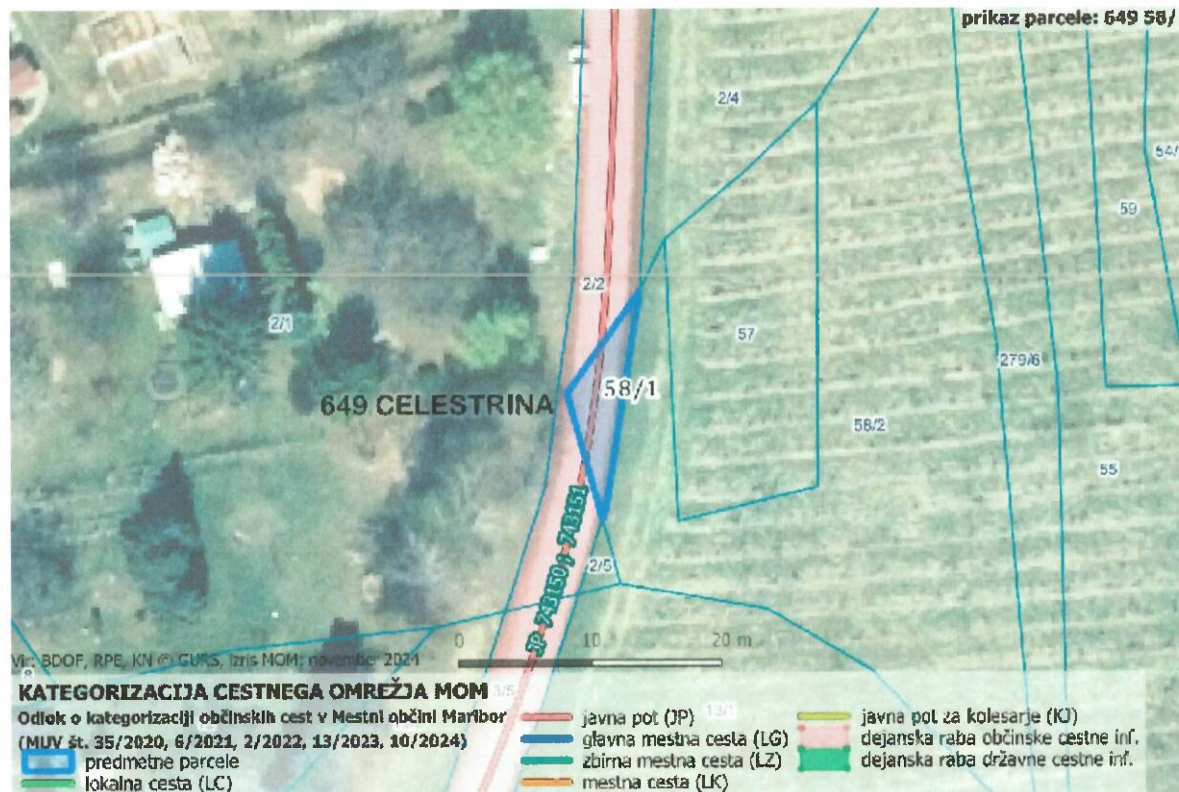 prikaz parcele: 649 58/
2/4
54/
59
2/2
2/1
57
279/6
58/1
649 CELESTRINA
58/2
55
JP 743150 743151
2/5
0 10 20 m
Vir: BDOF, RPE, KN © GURS, izris MOM; november 2024
8
KATEGORIZACIJA CESTNEGA OMREŽJA MOM
3/5
Odlok o kategorizaciji občinskih cest v Mestni občini Maribor
(MUV št. 35/2020, 6/2021, 2/2022, 13/2023, 10/2024)
predmetne parcele
lokalna cesta (LC)
javna pot (JP)
13/1
glavna mestna cesta (LG)
zbirna mestna cesta (LZ)
mestna cesta (LK)
javna pot za kolesarje (KJ)
dejanska raba občinske cestne inf.
dejanska raba državne cestne inf.